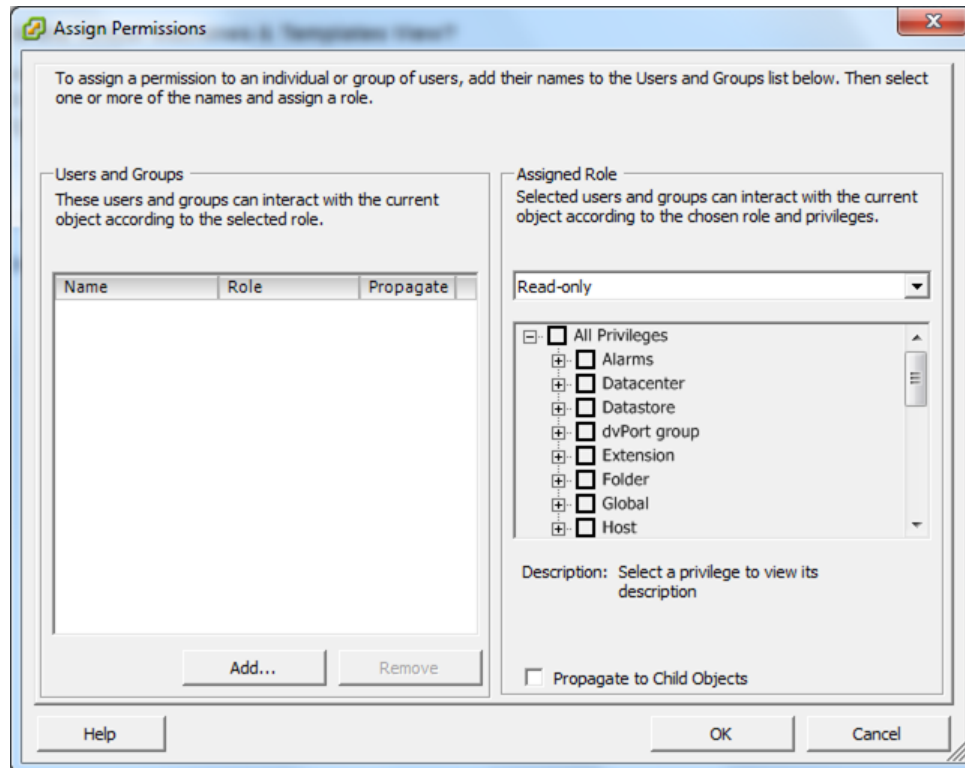 Assign Permissions
To assign a permission to an individual or group of users, add their names to the Users and Groups list below. Then select
one or more of the names and assign a role.
Users and Groups
These users and groups can interact with the current
object according to the selected role.
Name Role Propagate
Add...
Remove
Assigned Role
Selected users and groups can interact with the current
object according to the chosen role and privileges.
Read-only
All Privileges
Alarms
Datacenter
Datastore
dvPort group
Extension
Folder
Global
Host
Description: Select a privilege to view its
description
Propagate to Child Objects
Help
OK
Cancel